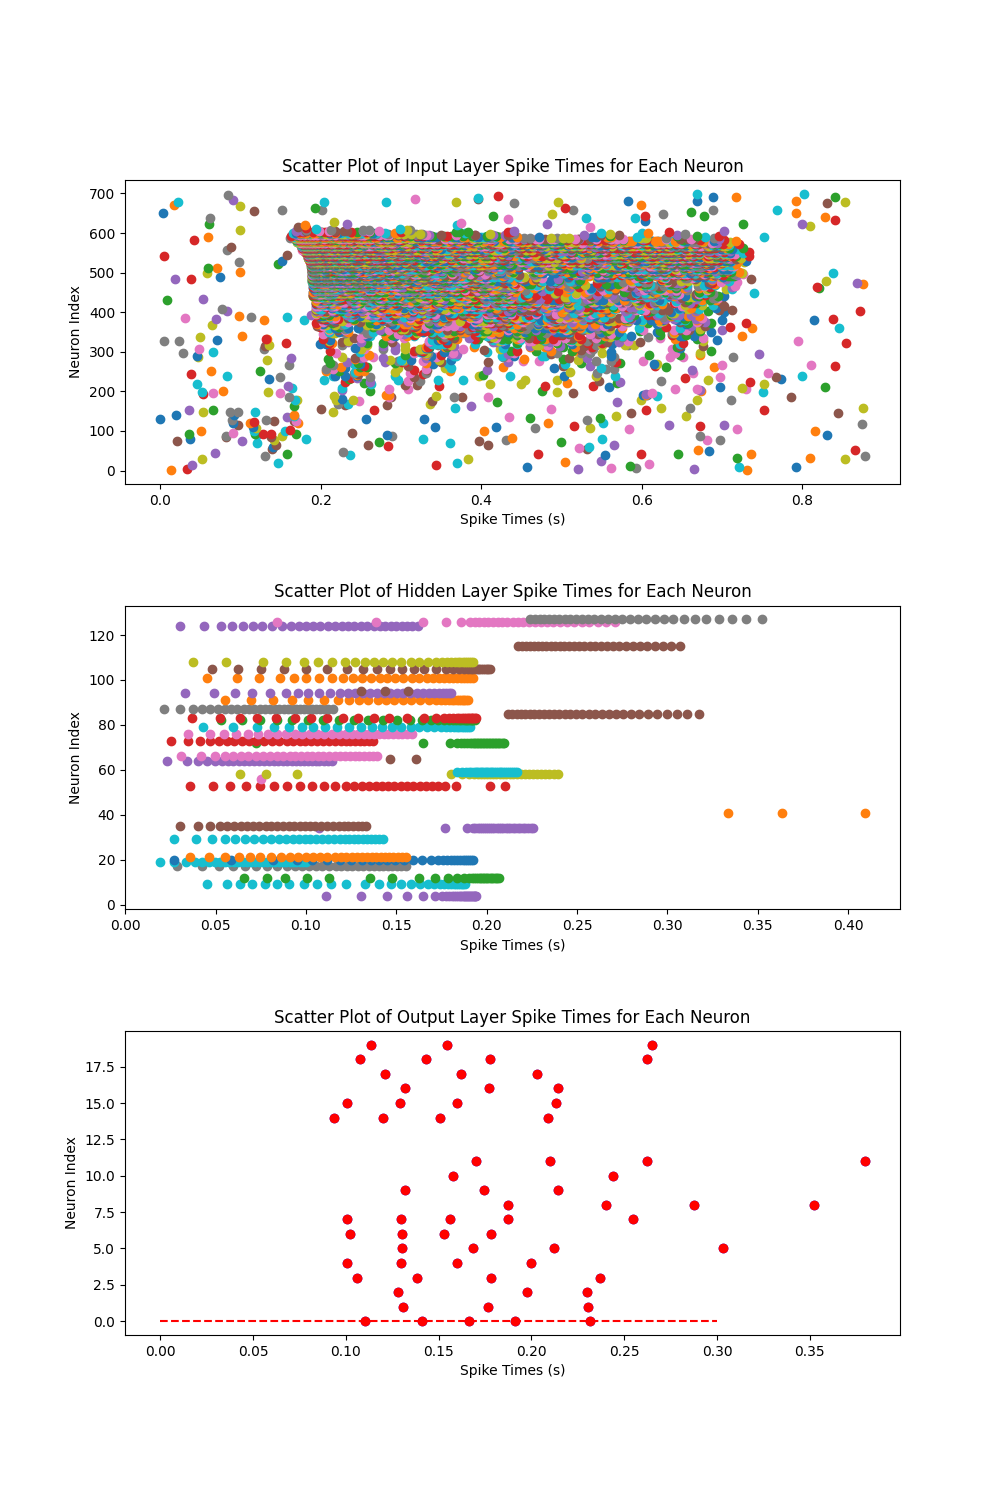 Scatter Plot of Input Layer Spike Times for Each Neuron
700
600
500
400
300
200
100
0
Neuron Index
0.0 0.2 0.4 0.6 0.8
Spike Times (s)
Scatter Plot of Hidden Layer Spike Times for Each Neuron
120
100
80
60
40
20
0
Neuron Index
0.00 0.05 0.10 0.15 0.20 0.25 0.30 0.35 0.40
Spike Times (s)
Scatter Plot of Output Layer Spike Times for Each Neuron
17.5
15.0
12.5
10.0
7.5
5.0
2.5
0.0
Neuron Index
0.00 0.05 0.10 0.15 0.20 0.25 0.30 0.35
Spike Times (s)